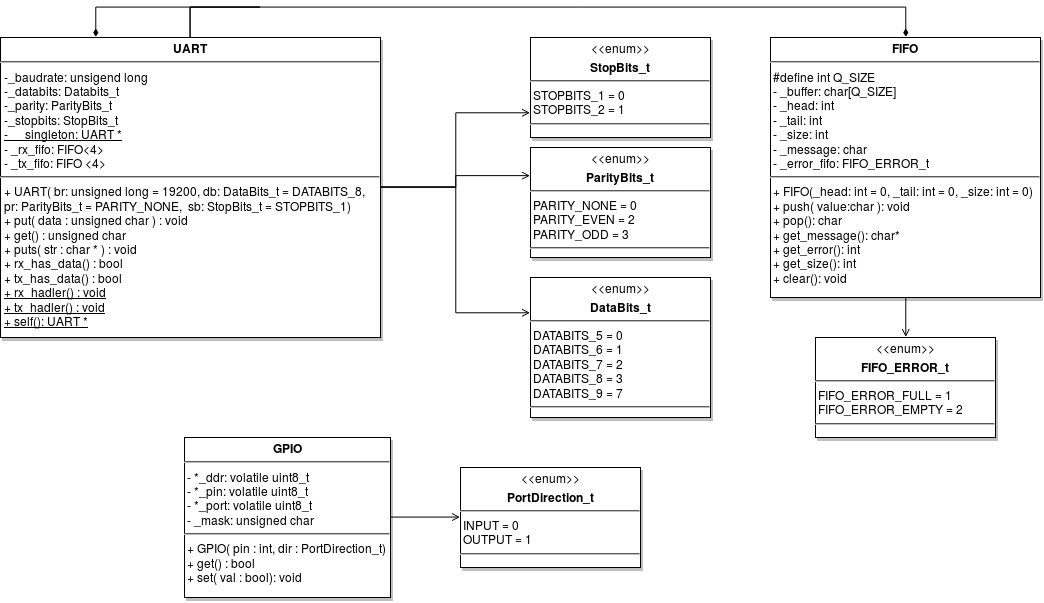 UART
-_baudrate: unsigend long
-_databits: Databits_t
-_parity: ParityBits_t
-_stopbits: StopBits_t
-__singleton: UART *
- _rx_fifo: FIFO<4>
- _tx_fifo: FIFO <4>
+ UART( br: unsigned long = 19200, db: DataBits_t = DATABITS_8,
pr: ParityBits_t = PARITY_NONE,  sb: StopBits_t = STOPBITS_1)
+ put( data : unsigned char ) : void
+ get() : unsigned char
+ puts( str : char * ) : void
+ rx_has_data() : bool
+ tx_has_data() : bool
+ rx_hadler() : void
+ tx_hadler() : void
+ self(): UART *
<<enum>>
StopBits_t
STOPBITS_1 = 0
STOPBITS_2 = 1
<<enum>>
ParityBits_t
PARITY_NONE = 0
PARITY_EVEN = 2
PARITY_ODD = 3
<<enum>>
DataBits_t
DATABITS_5 = 0
DATABITS_6 = 1
DATABITS_7 = 2
DATABITS_8 = 3
DATABITS_9 = 7
FIFO
#define int Q_SIZE
- _buffer: char[Q_SIZE]
- _head: int
- _tail: int
- _size: int
- _message: char
- _error_fifo: FIFO_ERROR_t
+ FIFO(_head: int = 0, _tail: int = 0, _size: int = 0)
+ push( value:char ): void
+ pop(): char
+ get_message(): char*
+ get_error(): int
+ get_size(): int
+ clear(): void
<<enum>>
FIFO_ERROR_t
FIFO_ERROR_FULL = 1
FIFO_ERROR_EMPTY = 2
GPIO
- *_ddr: volatile uint8_t
- *_pin: volatile uint8_t
- *_port: volatile uint8_t
- _mask: unsigned char
+ GPIO( pin : int, dir : PortDirection_t)
+ get() : bool
+ set( val : bool): void
<<enum>>
PortDirection_t
INPUT = 0
OUTPUT = 1